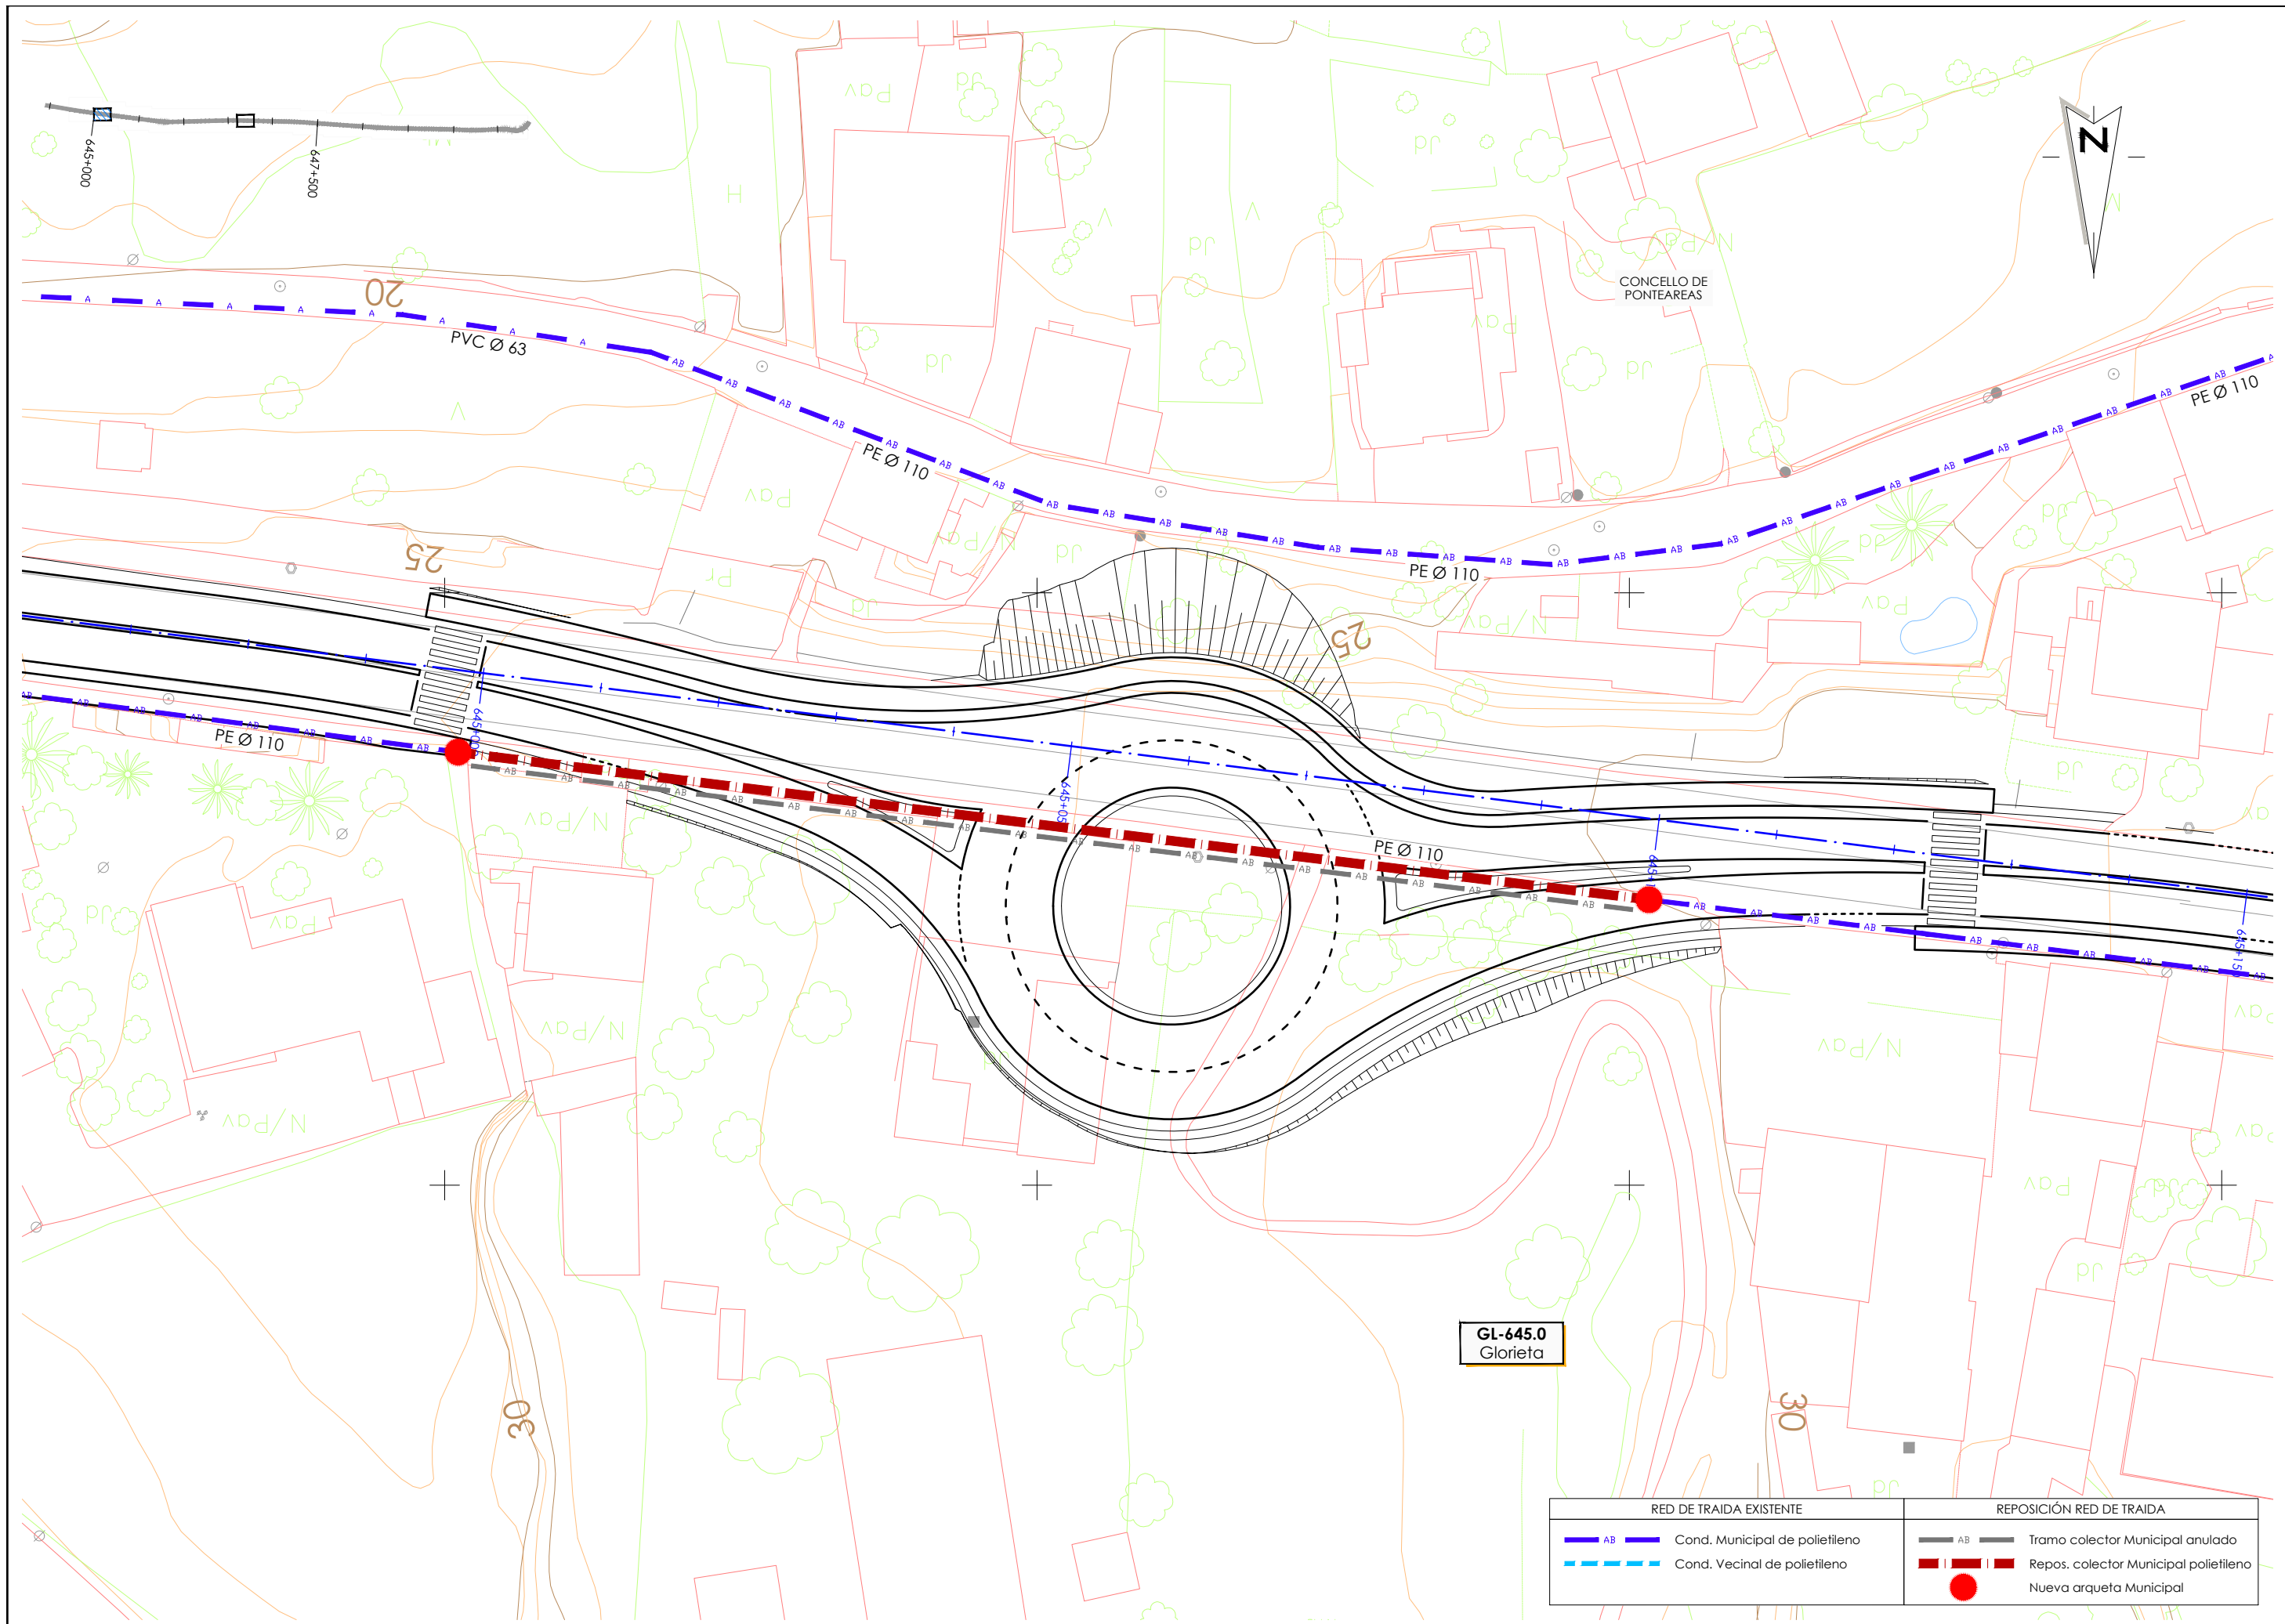 645+000
647+500
N
CONCELLO DE
PONTEAREAS
20
PVC Ø 63
PE Ø 110
PE Ø 110
PE Ø 110
25
25
PE Ø 110
PE Ø 110
30
30
GL-645.0
Glorieta
RED DE TRAIDA EXISTENTE
AB Cond. Municipal de polietileno
Cond. Vecinal de polietileno
REPOSICIÓN RED DE TRAIDA
AB Tramo colector Municipal anulado
Repos. colector Municipal polietileno
Nueva arqueta Municipal